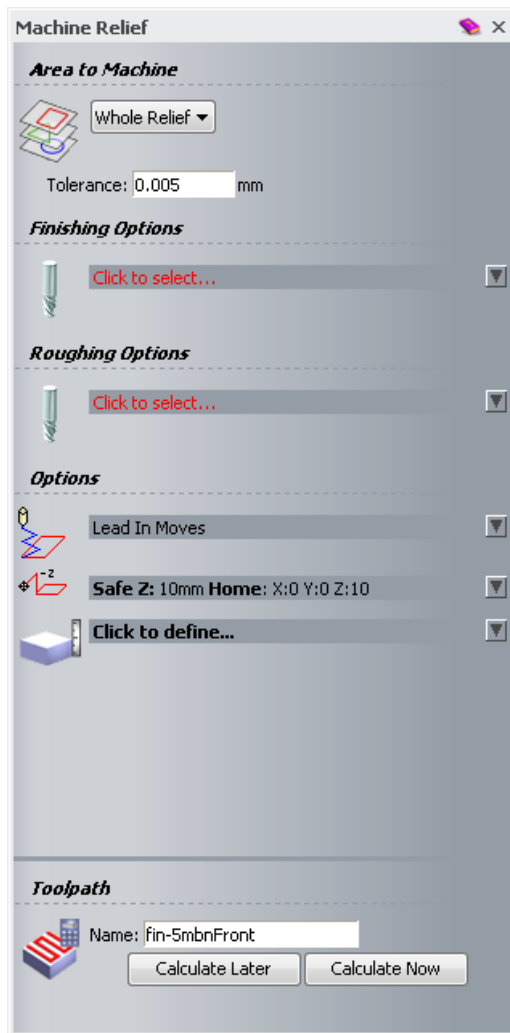 Machine Relief
Area to Machine
Whole Relief
Tolerance: 0.005 mm
Finishing Options
Click to select...
Roughing Options
Click to select...
Options
Lead In Moves
-Z
Safe Z: 10mm Home: X:0 Y:0 Z:10
Click to define...
Toolpath
Name: fin-5mbnFront
Calculate Later Calculate Now